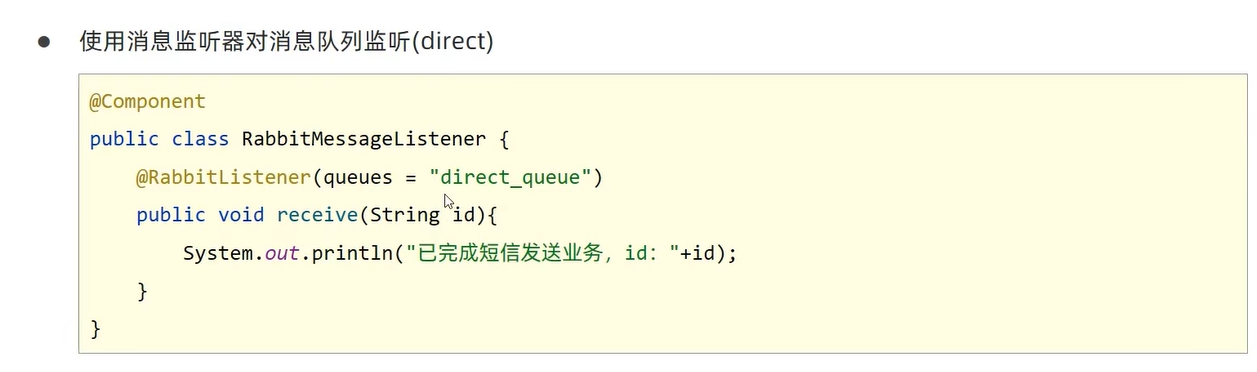 ● 使用消息监听器对消息队列监听(direct)
@Component
public class RabbitMessageListener {
    @RabbitListener(queues = "direct_queue")
    public void receive(String id){
        System.out.println("已完成短信发送业务，id："+id);
    }
}